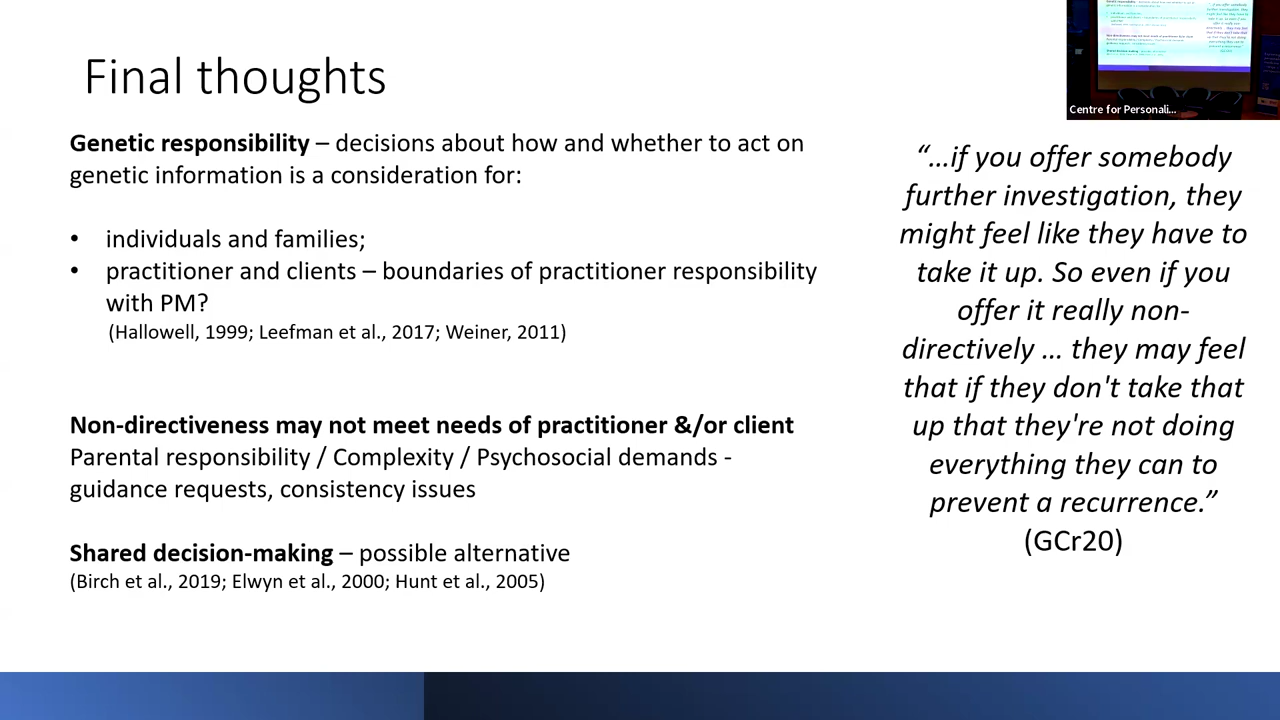 Final thoughts
Genetic responsibility – decisions about how and whether to act on
genetic information is a consideration for:
• individuals and families;
• practitioner and clients – boundaries of practitioner responsibility
with PM?
(Hallowell, 1999; Leefman et al., 2017; Weiner, 2011)
Non-directiveness may not meet needs of practitioner &/or client
Parental responsibility / Complexity / Psychosocial demands -
guidance requests, consistency issues
Shared decision-making – possible alternative
(Birch et al., 2019; Elwyn et al., 2000; Hunt et al., 2005)
Centre for Personali...
“...if you offer somebody
further investigation, they
might feel like they have to
take it up. So even if you
offer it really non-
directively ... they may feel
that if they don't take that
up that they're not doing
everything they can to
prevent a recurrence.”
(GCr20)